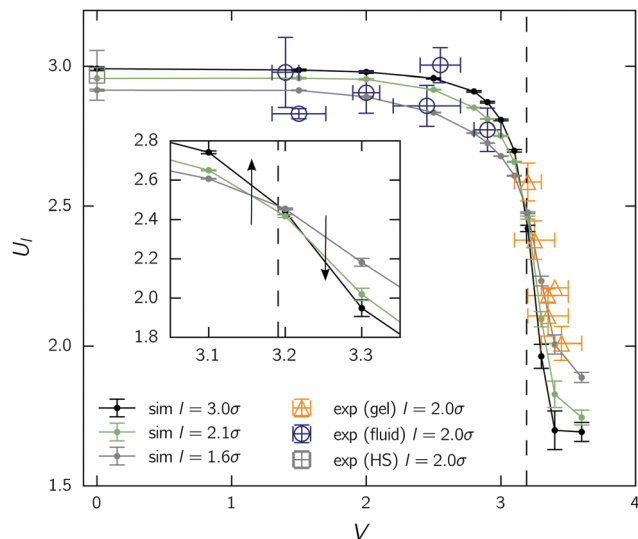 3.0
2.5
2.0
1.5
U_l
2.8
2.6
2.4
2.2
2.0
1.8
3.1 3.2 3.3
sim l = 3.0σ
sim l = 2.1σ
sim l = 1.6σ
exp (gel) l = 2.0σ
exp (fluid) l = 2.0σ
exp (HS) l = 2.0σ
0 1 2 3 4
V